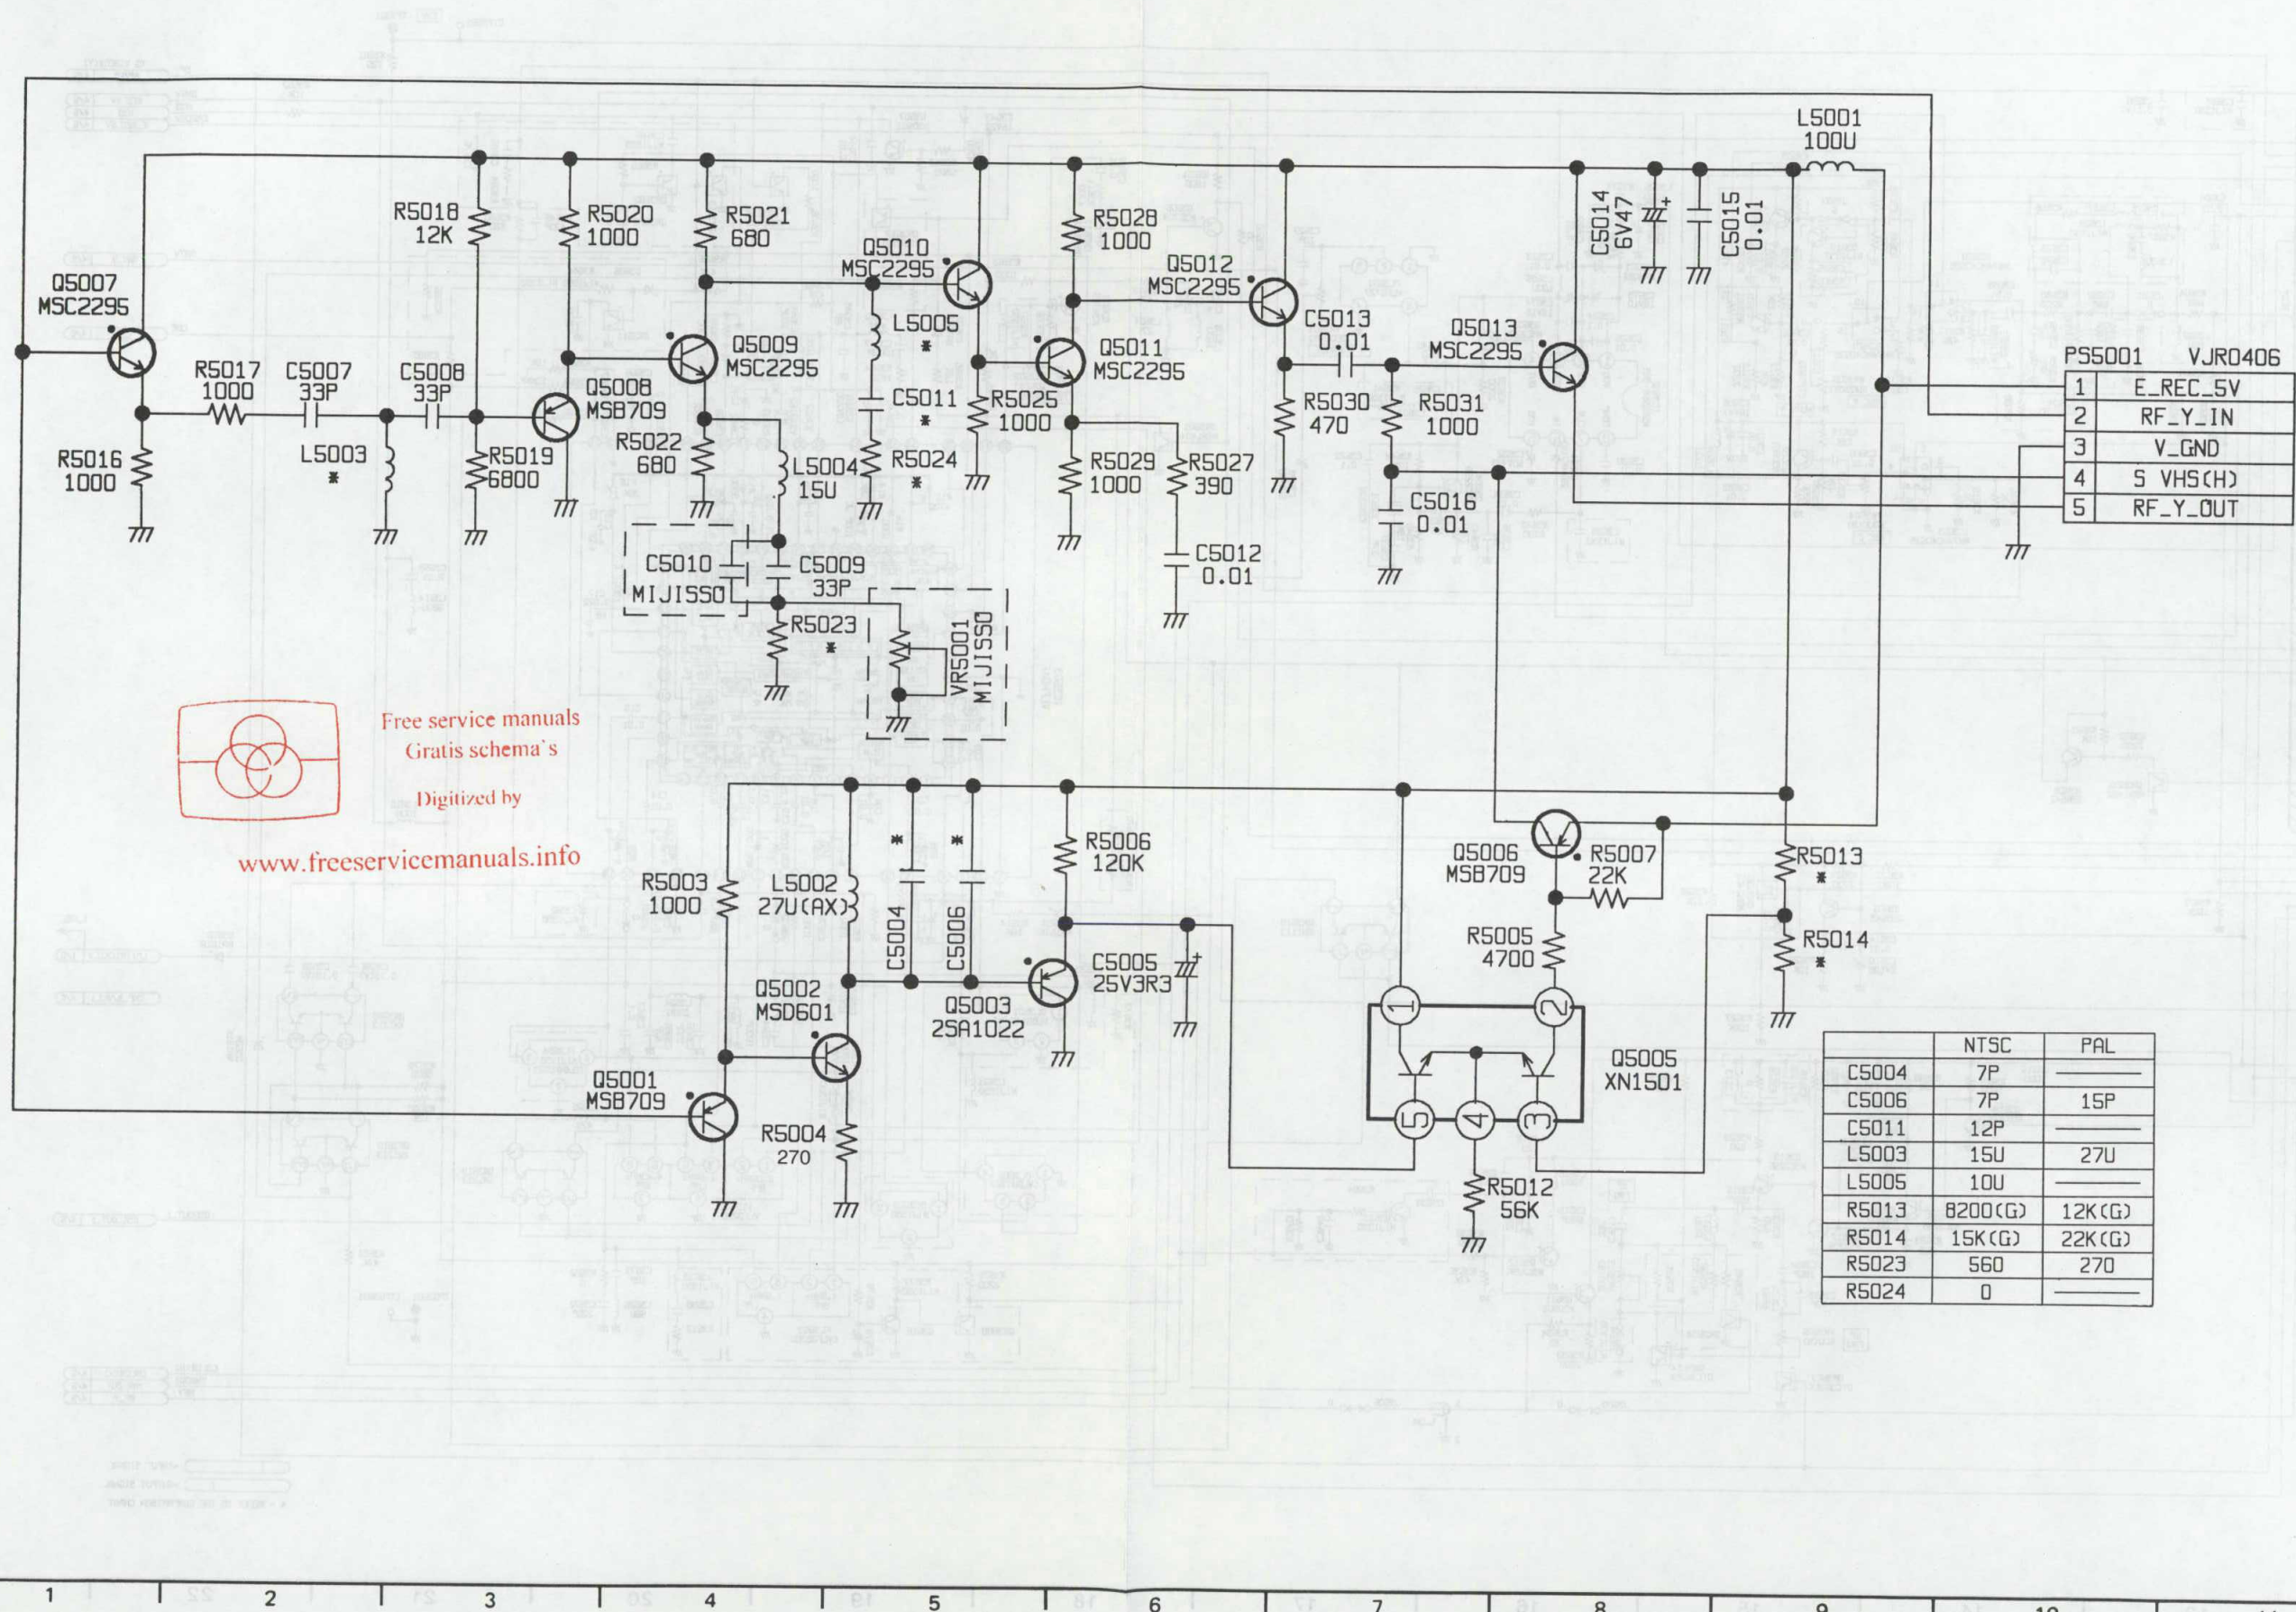 L5001
100U
R5018
12K
R5020
1000
R5021
680
Q5010
MSC2295
R5028
1000
Q5012
MSC2295
C5014
6V47
C5015
0.01
Q5007
MSC2295
R5017
1000
C5007
33P
C5008
33P
Q5008
MSB709
Q5009
MSC2295
L5005
*
C5011
*
R5025
1000
Q5011
MSC2295
C5013
0.01
Q5013
MSC2295
R5030
470
R5031
1000
PS5001 VJR0406
1 E_REC_5V
2 RF_Y_IN
3 V_GND
4 S VHS(H)
5 RF_Y_OUT
R5016
1000
L5003
*
R5019
6800
R5022
680
L5004
15U
R5024
*
R5029
1000
R5027
390
C5016
0.01
C5010
MIJISSO
C5009
33P
C5012
0.01
R5023
*
VR5001
MIJISSO
Free service manuals
Gratis schema`s
Digitized by
www.freeservicemanuals.info
R5003
1000
L5002
27U(AX)
*
C5004
*
C5006
R5006
120K
Q5006
MSB709
R5007
22K
R5013
*
R5005
4700
R5014
*
Q5002
MSD601
Q5003
2SA1022
C5005
25V3R3
1
2
Q5005
XN1501
5
4
3
Q5001
MSB709
R5004
270
R5012
56K
NTSC PAL
C5004 7P ———
C5006 7P 15P
C5011 12P ———
L5003 15U 27U
L5005 10U ———
R5013 8200(G) 12K(G)
R5014 15K(G) 22K(G)
R5023 560 270
R5024 0 ———
1 2 3 4 5 6 7 8 9 10